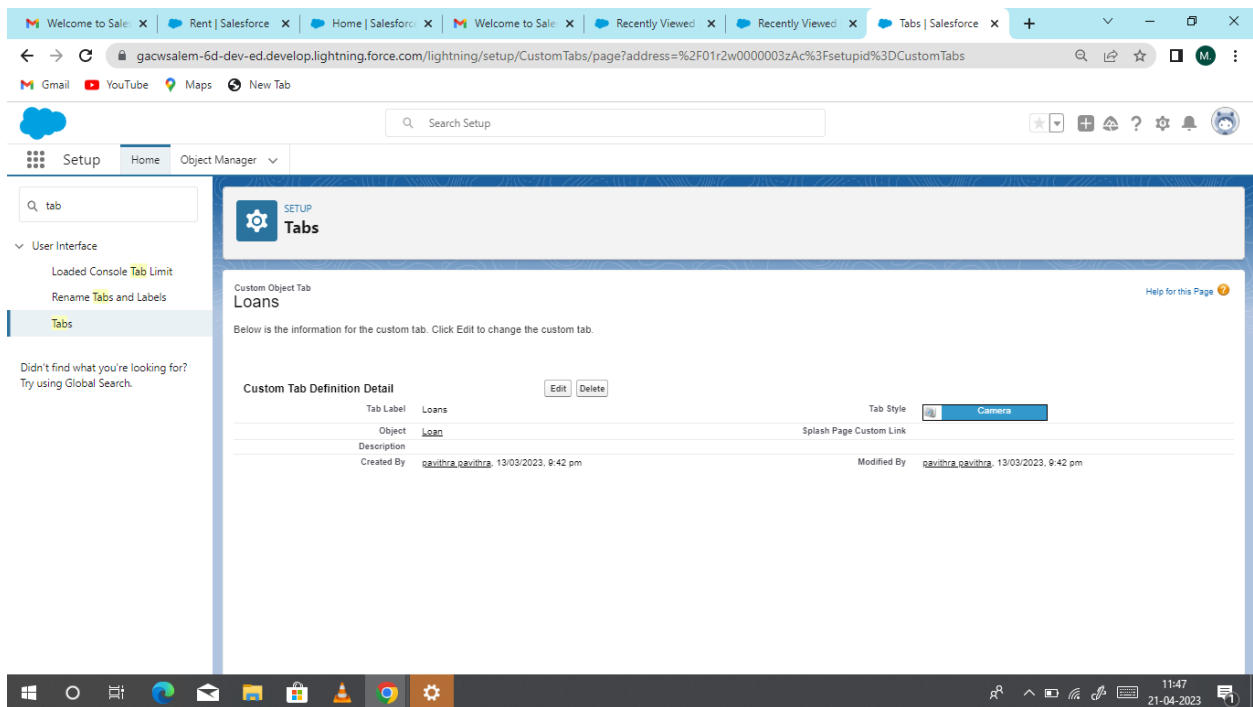 Welcome to Sale
Rent | Salesforce
Home | Salesforc
Welcome to Sale
Recently Viewed
Recently Viewed
Tabs | Salesforce
gacwsalem-6d-dev-ed.develop.lightning.force.com/lightning/setup/CustomTabs/page?address=%2F01r2w0000003zAc%3Fsetupid%3DCustomTabs
M.
Gmail YouTube Maps New Tab
Search Setup
Setup Home Object Manager
tab
User Interface
Loaded Console Tab Limit
Rename Tabs and Labels
Tabs
Didn't find what you're looking for?
Try using Global Search.
SETUP
Tabs
Custom Object Tab
Loans
Help for this Page
Below is the information for the custom tab. Click Edit to change the custom tab.
Custom Tab Definition Detail Edit Delete
Tab Label Loans Tab Style Camera
Object Loan Splash Page Custom Link
Description
Created By pavithra pavithra, 13/03/2023, 9:42 pm Modified By pavithra pavithra, 13/03/2023, 9:42 pm
11:47
21-04-2023
1